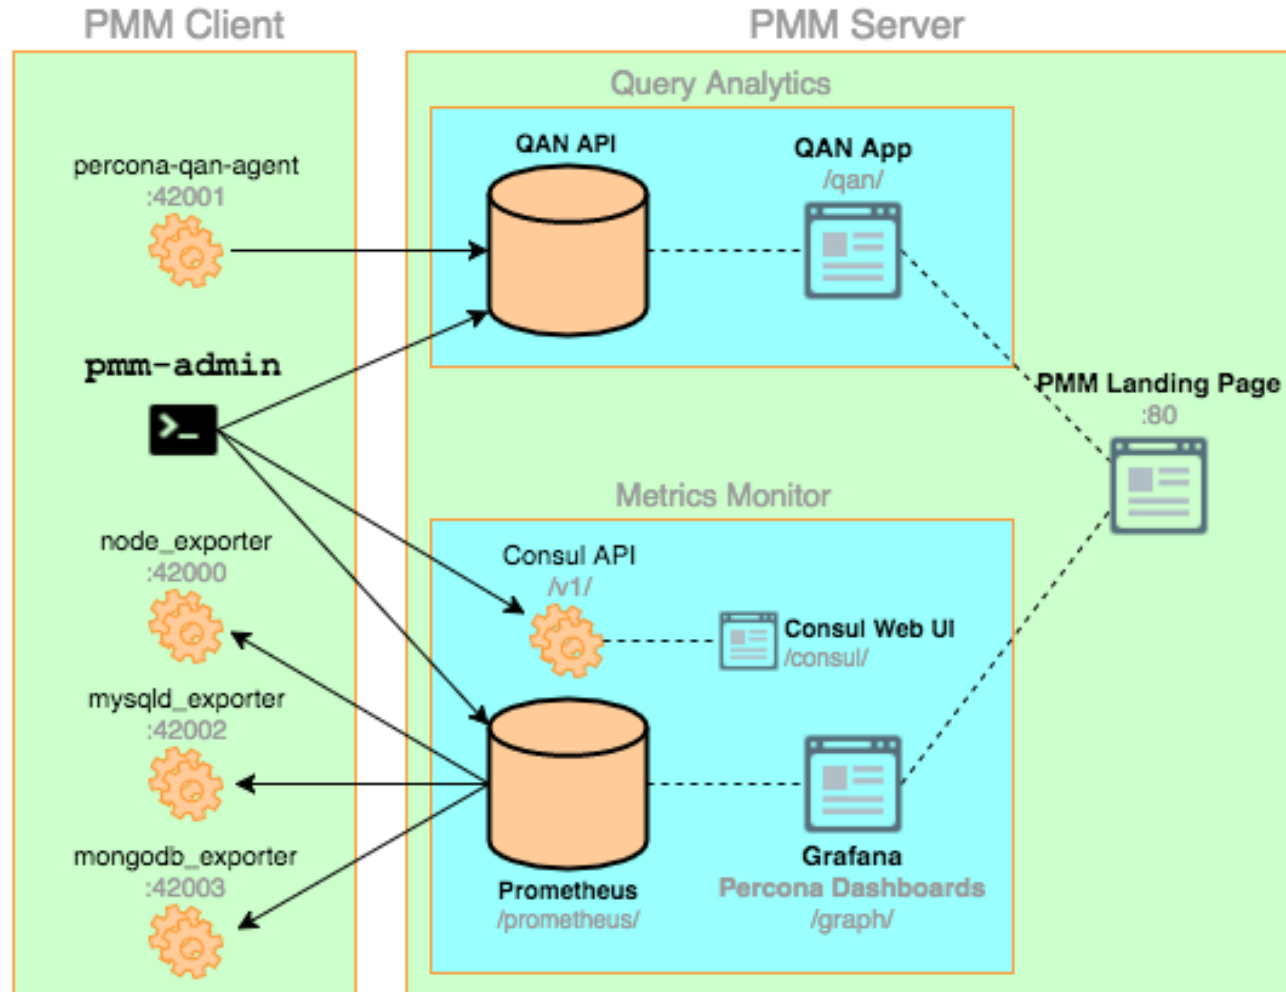 PMM Client
percona-qan-agent
:42001
pmm-admin
>_
node_exporter
:42000
mysqld_exporter
:42002
mongodb_exporter
:42003
PMM Server
Query Analytics
QAN API
QAN App
/qan/
PMM Landing Page
:80
Metrics Monitor
Consul API
/v1/
Consul Web UI
/consul/
Prometheus
/prometheus/
Grafana
Percona Dashboards
/graph/